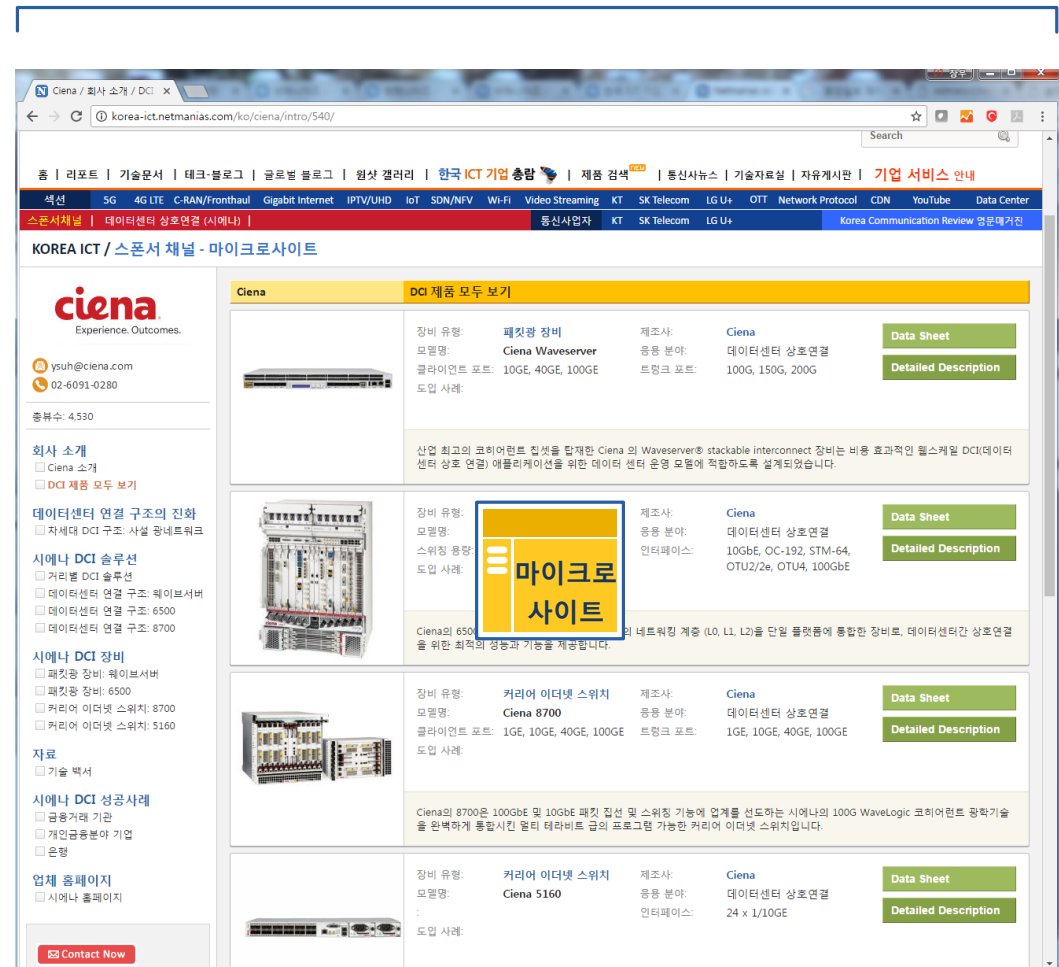 Ciena / 회사 소개 / DCI
korea-ict.netmanias.com/ko/ciena/intro/540/
Search
홈 | 리포트 | 기술문서 | 테크-블로그 | 글로벌 블로그 | 원샷 갤러리 | 한국 ICT 기업 총람 | 제품 검색 NEW | 통신사뉴스 | 기술자료실 | 자유게시판 | 기업 서비스 안내
섹션 5G 4G LTE C-RAN/Fronthaul Gigabit Internet IPTV/UHD IoT SDN/NFV Wi-Fi Video Streaming KT SK Telecom LG U+ OTT Network Protocol CDN YouTube Data Center
스폰서채널 | 데이터센터 상호연결 (시에나) | 통신사업자 KT SK Telecom LG U+ Korea Communication Review 영문매거진
KOREA ICT / 스폰서 채널 - 마이크로사이트
ciena
Experience. Outcomes.
ysuh@ciena.com
02-6091-0280
총뷰수: 4,530
회사 소개
Ciena 소개
DCI 제품 모두 보기
데이터센터 연결 구조의 진화
차세대 DCI 구조: 사설 광네트워크
시에나 DCI 솔루션
거리별 DCI 솔루션
데이터센터 연결 구조: 웨이브서버
데이터센터 연결 구조: 6500
데이터센터 연결 구조: 8700
시에나 DCI 장비
패킷광 장비: 웨이브서버
패킷광 장비: 6500
커리어 이더넷 스위치: 8700
커리어 이더넷 스위치: 5160
자료
기술 백서
시에나 DCI 성공사례
금융거래 기관
개인금융분야 기업
은행
업체 홈페이지
시에나 홈페이지
Contact Now
Ciena DCI 제품 모두 보기
장비 유형: 패킷광 장비 제조사: Ciena Data Sheet
모델명: Ciena Waveserver 응용 분야: 데이터센터 상호연결
클라이언트 포트: 10GE, 40GE, 100GE 트렁크 포트: 100G, 150G, 200G Detailed Description
도입 사례:
산업 최고의 코히어런트 칩셋을 탑재한 Ciena 의 Waveserver® stackable interconnect 장비는 비용 효과적인 웹스케일 DCI(데이터
센터 상호 연결) 애플리케이션을 위한 데이터 센터 운영 모델에 적합하도록 설계되었습니다.
장비 유형: 제조사: Ciena Data Sheet
모델명: 응용 분야: 데이터센터 상호연결
스위칭 용량: 인터페이스: 10GbE, OC-192, STM-64, Detailed Description
도입 사례: OTU2/2e, OTU4, 100GbE
마이크로
사이트
Ciena의 650 의 네트워킹 계층 (L0, L1, L2)을 단일 플랫폼에 통합한 장비로, 데이터센터간 상호연결
을 위한 최적의 성능과 기능을 제공합니다.
장비 유형: 커리어 이더넷 스위치 제조사: Ciena Data Sheet
모델명: Ciena 8700 응용 분야: 데이터센터 상호연결
클라이언트 포트: 1GE, 10GE, 40GE, 100GE 트렁크 포트: 1GE, 10GE, 40GE, 100GE Detailed Description
도입 사례:
Ciena의 8700은 100GbE 및 10GbE 패킷 집선 및 스위칭 기능에 업계를 선도하는 시에나의 100G WaveLogic 코히어런트 광학기술
을 완벽하게 통합시킨 멀티 테라비트 급의 프로그램 가능한 커리어 이더넷 스위치입니다.
장비 유형: 커리어 이더넷 스위치 제조사: Ciena Data Sheet
모델명: Ciena 5160 응용 분야: 데이터센터 상호연결
: 인터페이스: 24 x 1/10GE Detailed Description
도입 사례: